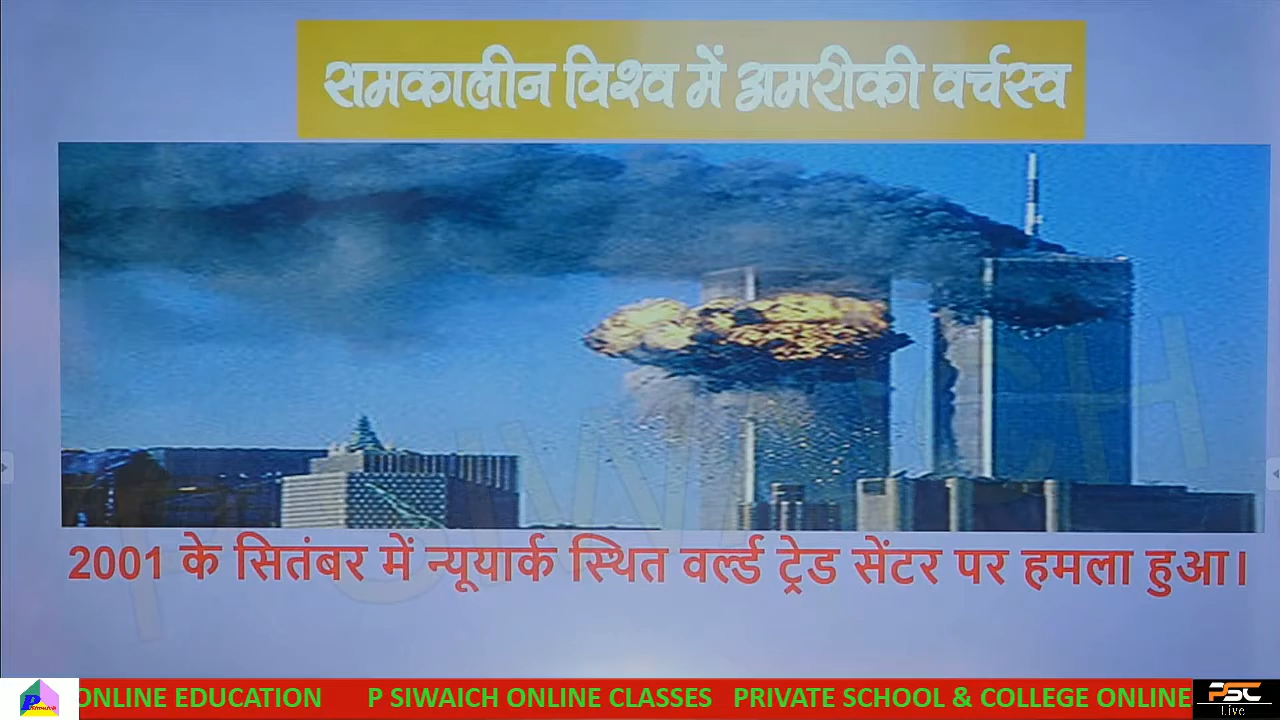 समकालीन विश्व में अमरीकी वर्चस्व
2001 के सितंबर में न्यूयार्क स्थित वर्ल्ड ट्रेड सेंटर पर हमला हुआ।
ONLINE EDUCATION P SIWAICH ONLINE CLASSES PRIVATE SCHOOL & COLLEGE ONLINE
PSC
Live